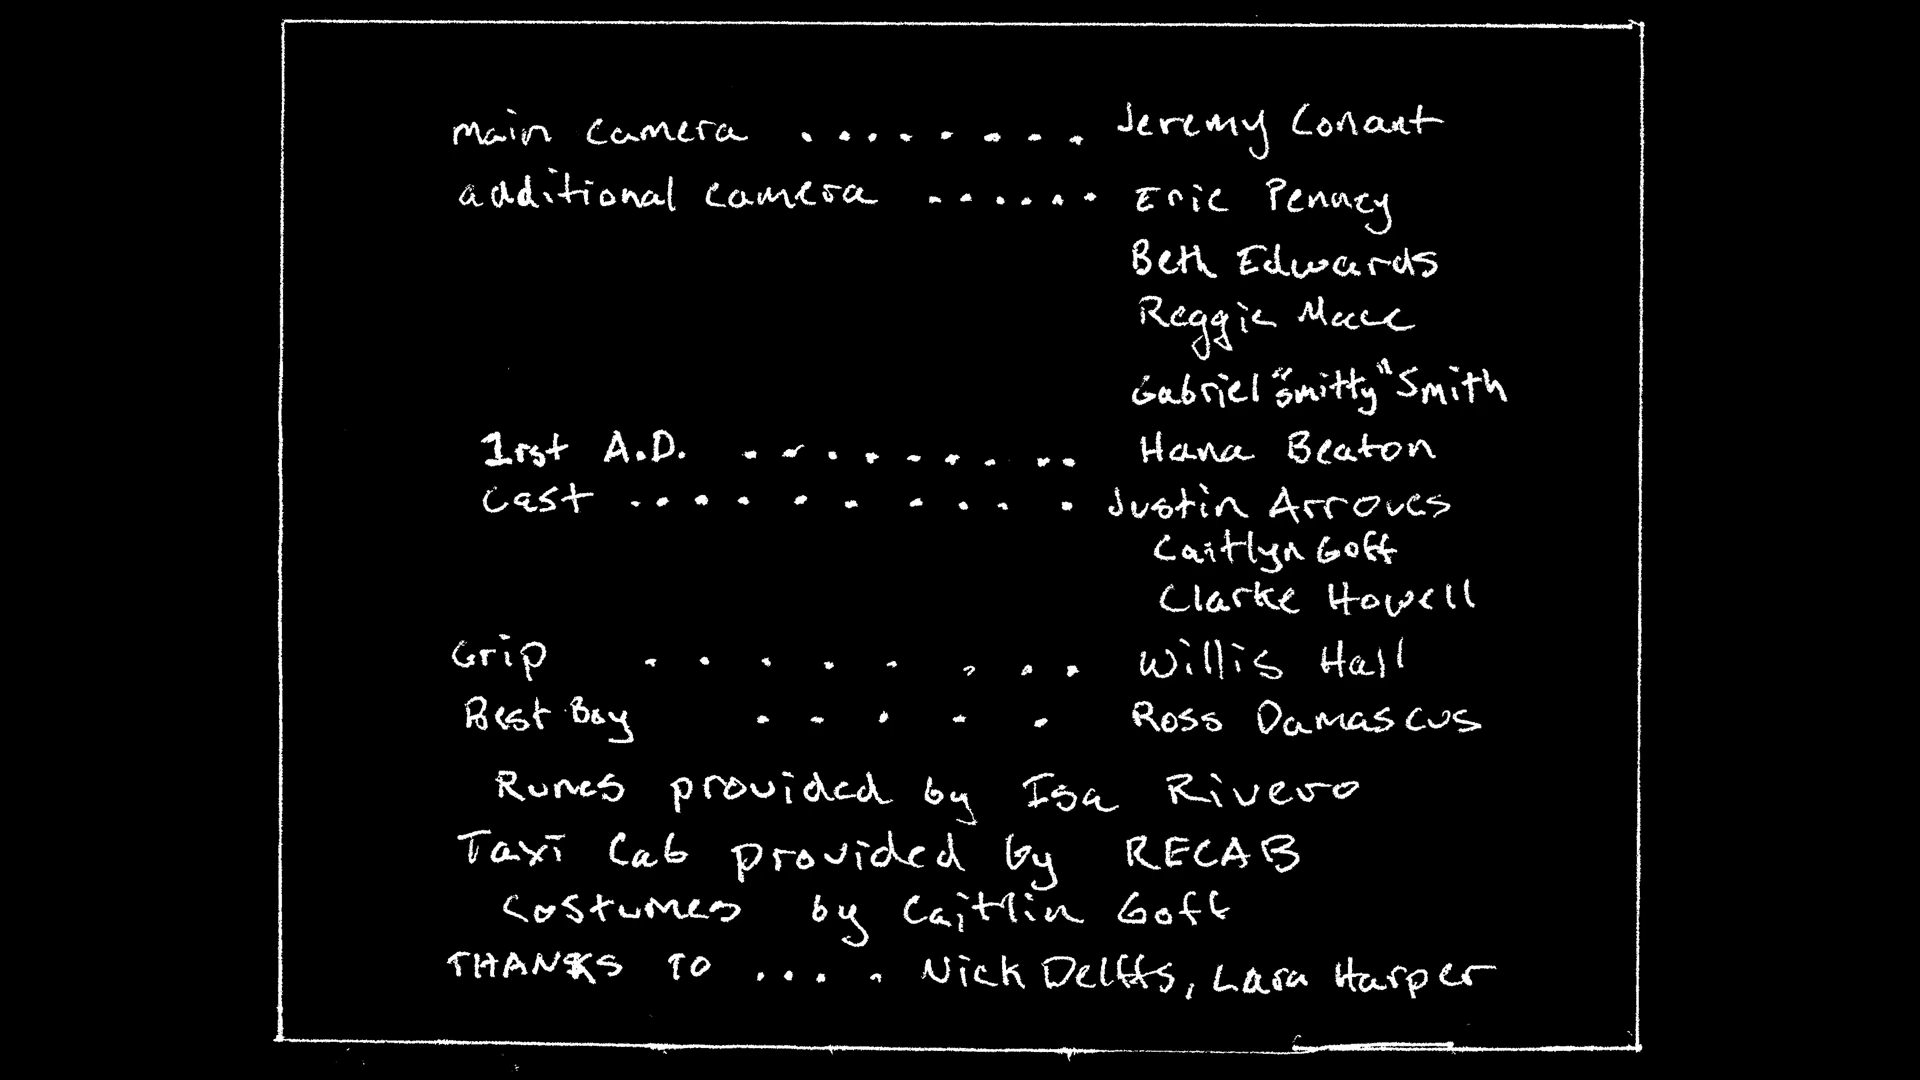 main camera ........ Jeremy Conant
additional camera ...... Eric Penney
Beth Edwards
Reggie Mace
Gabriel "Smitty" Smith
1rst A.D. ......... Hana Beaton
cast ........... Justin Arroues
Caitlyn Goff
Clarke Howell
Grip ........ Willis Hall
Best Boy ..... Ross Damascus
Runes provided by Isa Rivero
Taxi Cab provided by RECAB
costumes by Caitlin Goff
THANKS TO .... Nick Delffs, Lara Harper